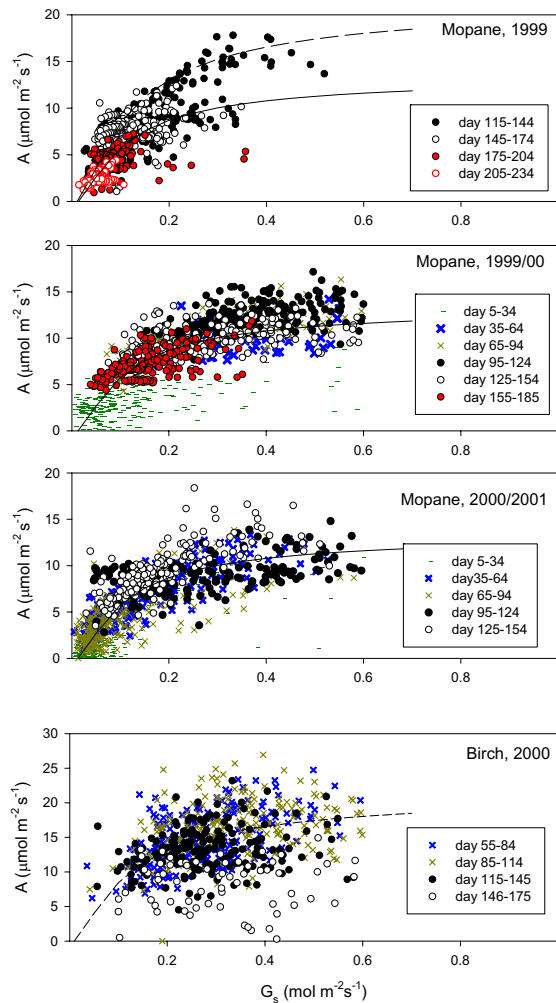 Mopane, 1999
20
15
10
5
0
A (µmol m⁻² s⁻¹)
day 115-144
day 145-174
day 175-204
day 205-234
0.2 0.4 0.6 0.8
Mopane, 1999/00
20
15
10
5
0
A (µmol m⁻² s⁻¹)
day 5-34
day 35-64
day 65-94
day 95-124
day 125-154
day 155-185
0.2 0.4 0.6 0.8
Mopane, 2000/2001
20
15
10
5
0
A (µmol m⁻² s⁻¹)
day 5-34
day35-64
day 65-94
day 95-124
day 125-154
0.2 0.4 0.6 0.8
Birch, 2000
30
25
20
15
10
5
0
A (µmol m⁻² s⁻¹)
day 55-84
day 85-114
day 115-145
day 146-175
0.2 0.4 0.6 0.8
Gₛ (mol m⁻²s⁻¹)